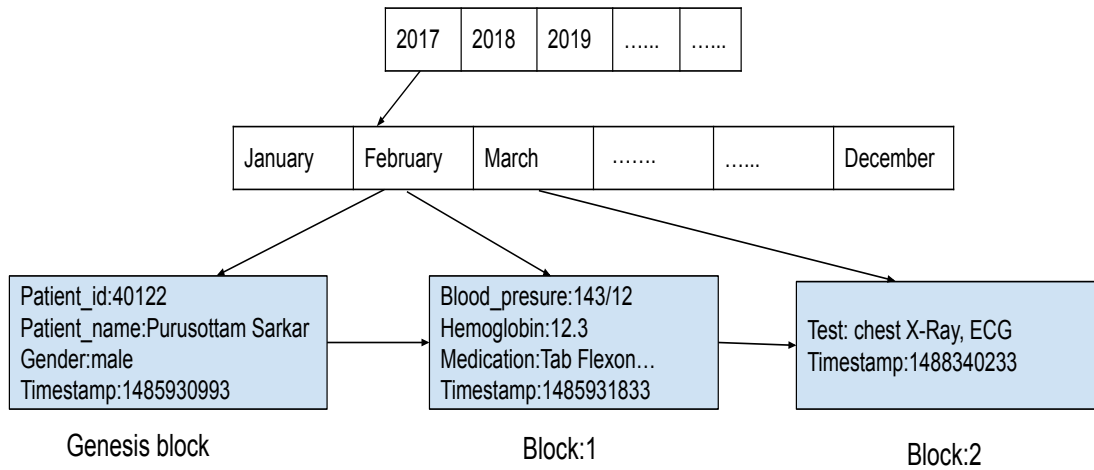 2017 2018 2019 …... …...
January February March ……. …... December
Patient_id:40122
Patient_name:Purusottam Sarkar
Gender:male
Timestamp:1485930993
Blood_presure:143/12
Hemoglobin:12.3
Medication:Tab Flexon…
Timestamp:1485931833
Test: chest X-Ray, ECG
Timestamp:1488340233
Genesis block
Block:1
Block:2